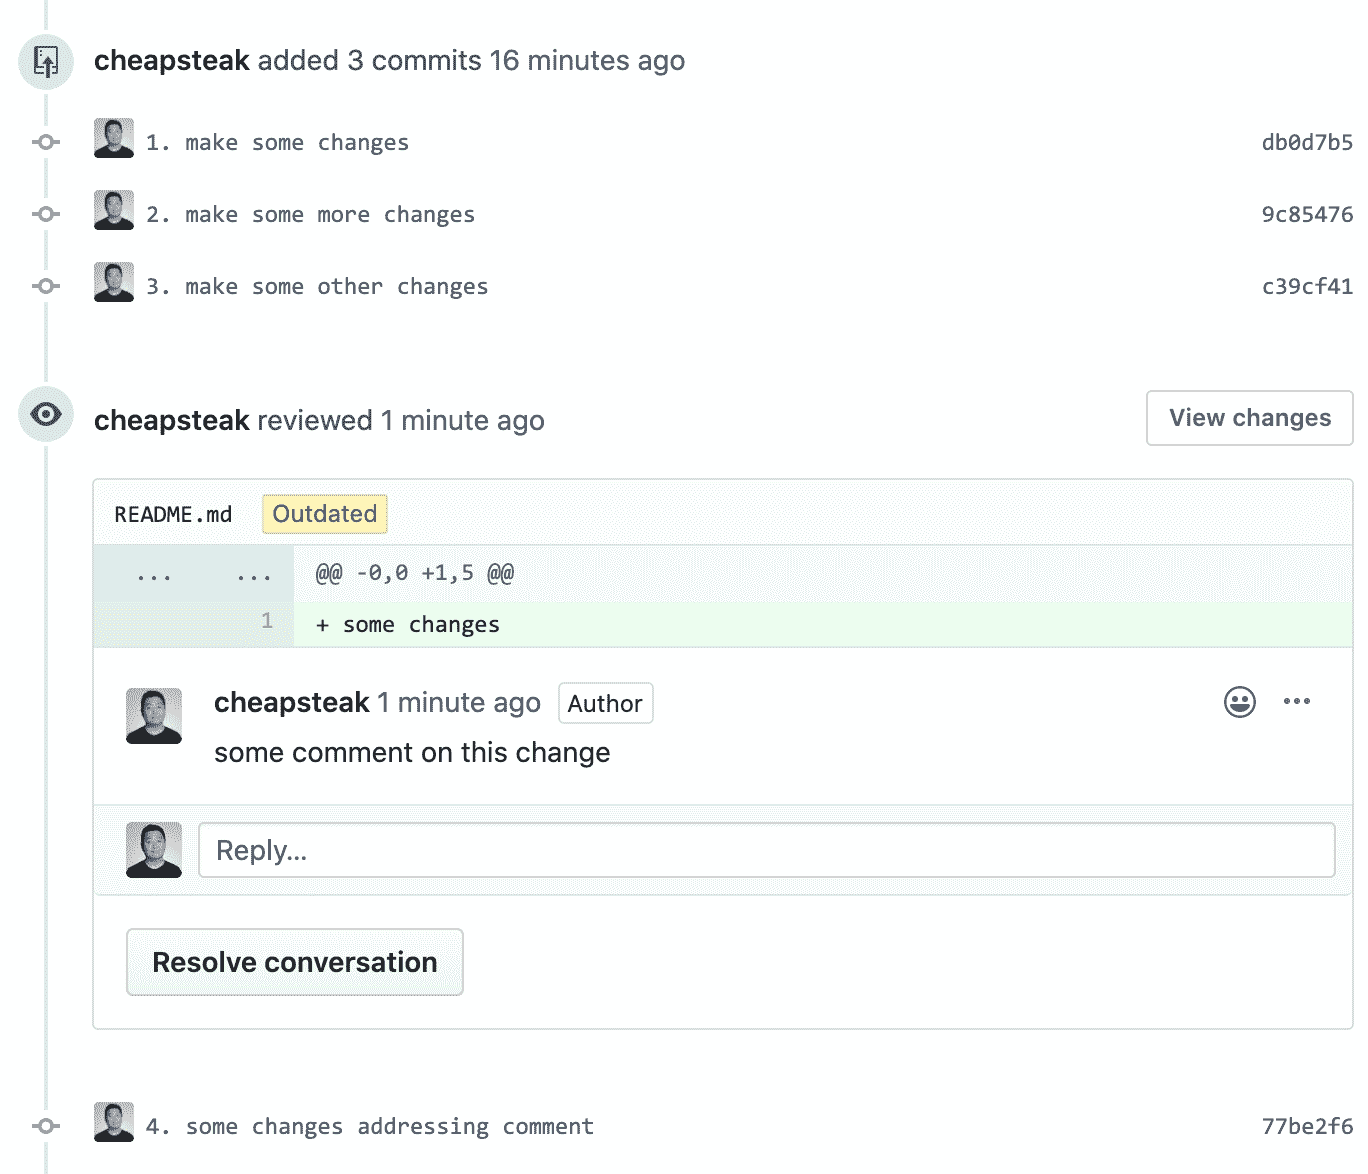 cheapsteak added 3 commits 16 minutes ago
1. make some changes db0d7b5
2. make some more changes 9c85476
3. make some other changes c39cf41
cheapsteak reviewed 1 minute ago View changes
README.md Outdated
... ... @@ -0,0 +1,5 @@
1 + some changes
cheapsteak 1 minute ago Author
some comment on this change
Reply...
Resolve conversation
4. some changes addressing comment 77be2f6